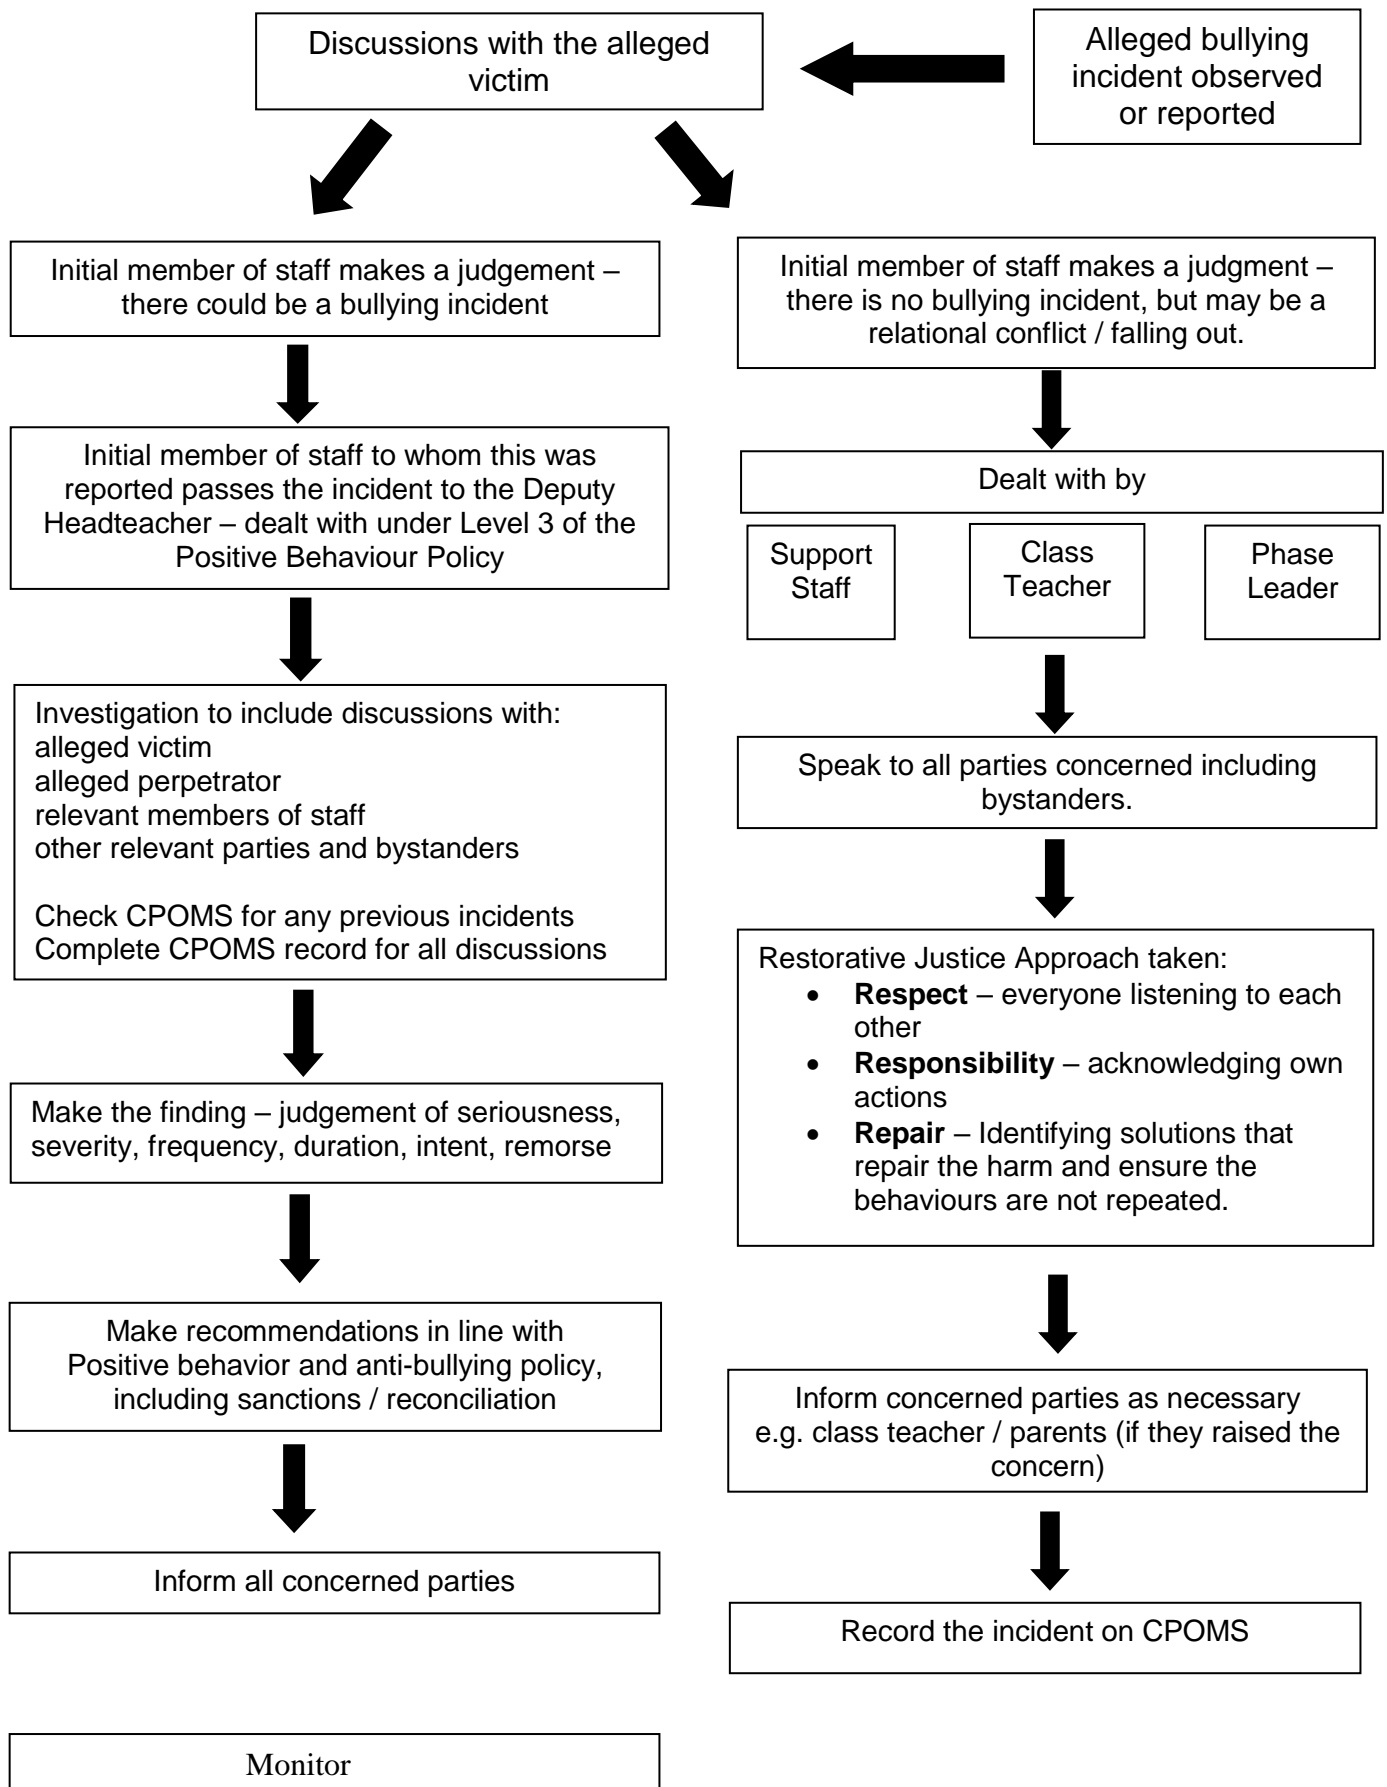 Discussions with the alleged
victim
Alleged bullying
incident observed
or reported
Initial member of staff makes a judgement –
there could be a bullying incident
Initial member of staff to whom this was
reported passes the incident to the Deputy
Headteacher – dealt with under Level 3 of the
Positive Behaviour Policy
Investigation to include discussions with:
alleged victim
alleged perpetrator
relevant members of staff
other relevant parties and bystanders
Check CPOMS for any previous incidents
Complete CPOMS record for all discussions
Make the finding – judgement of seriousness,
severity, frequency, duration, intent, remorse
Make recommendations in line with
Positive behavior and anti-bullying policy,
including sanctions / reconciliation
Inform all concerned parties
Monitor
Initial member of staff makes a judgment –
there is no bullying incident, but may be a
relational conflict / falling out.
Dealt with by
Support
Staff
Class
Teacher
Phase
Leader
Speak to all parties concerned including
bystanders.
Restorative Justice Approach taken:
• Respect – everyone listening to each
other
• Responsibility – acknowledging own
actions
• Repair – Identifying solutions that
repair the harm and ensure the
behaviours are not repeated.
Inform concerned parties as necessary
e.g. class teacher / parents (if they raised the
concern)
Record the incident on CPOMS